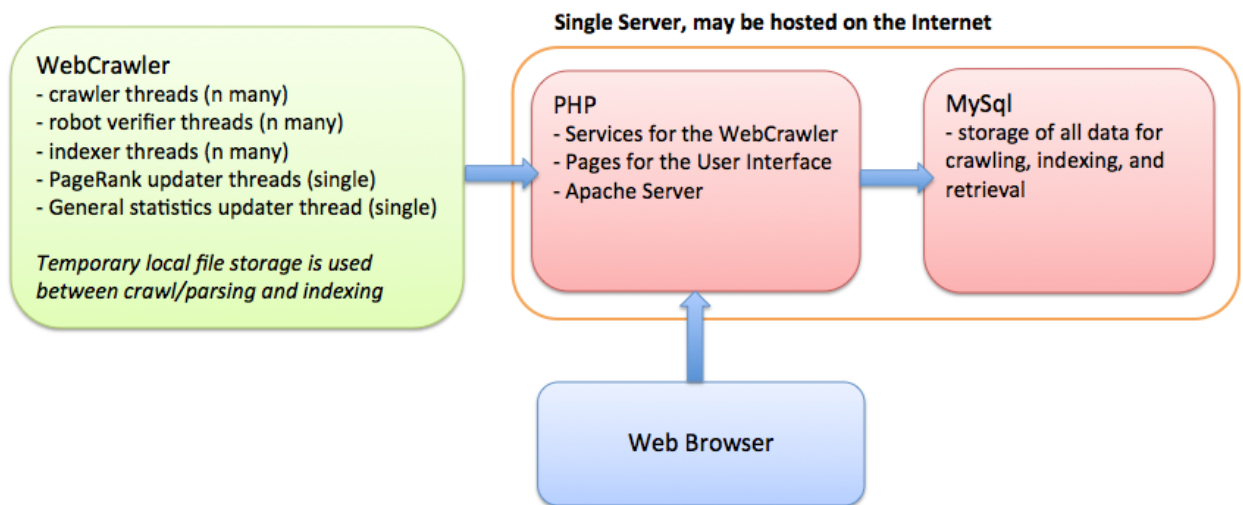 Single Server, may be hosted on the Internet
WebCrawler
- crawler threads (n many)
- robot verifier threads (n many)
- indexer threads (n many)
- PageRank updater threads (single)
- General statistics updater thread (single)
Temporary local file storage is used
between crawl/parsing and indexing
PHP
- Services for the WebCrawler
- Pages for the User Interface
- Apache Server
MySql
- storage of all data for
crawling, indexing, and
retrieval
Web Browser